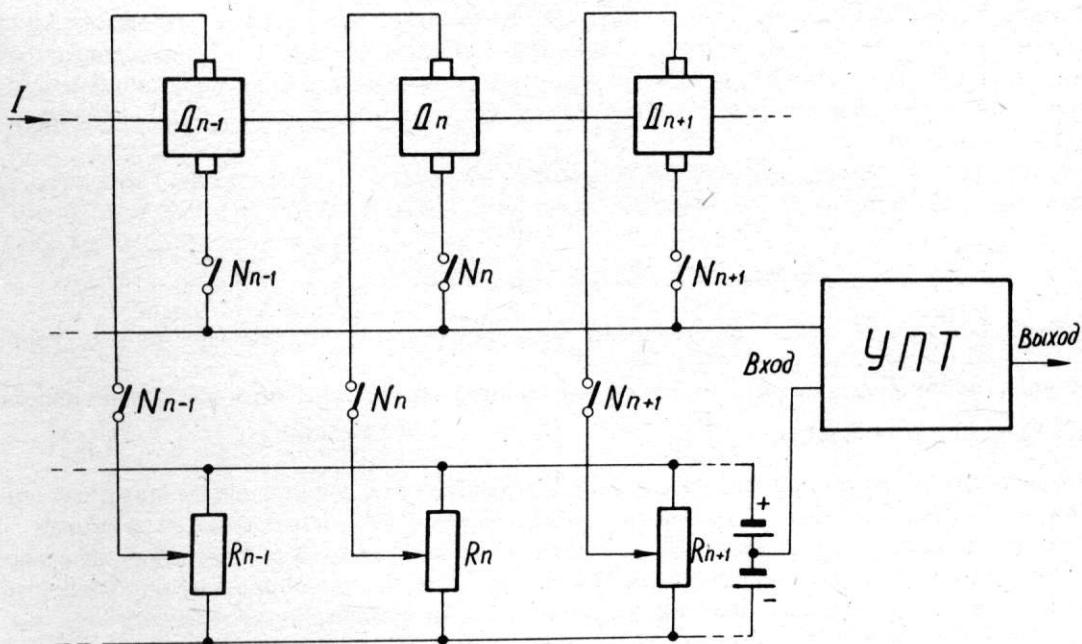 I
Дn-1
Дn
Дn+1
Nn-1
Nn
Nn+1
УПТ
Вход
Выход
Nn-1
Nn
Nn+1
+
Rn-1
Rn
Rn+1
-